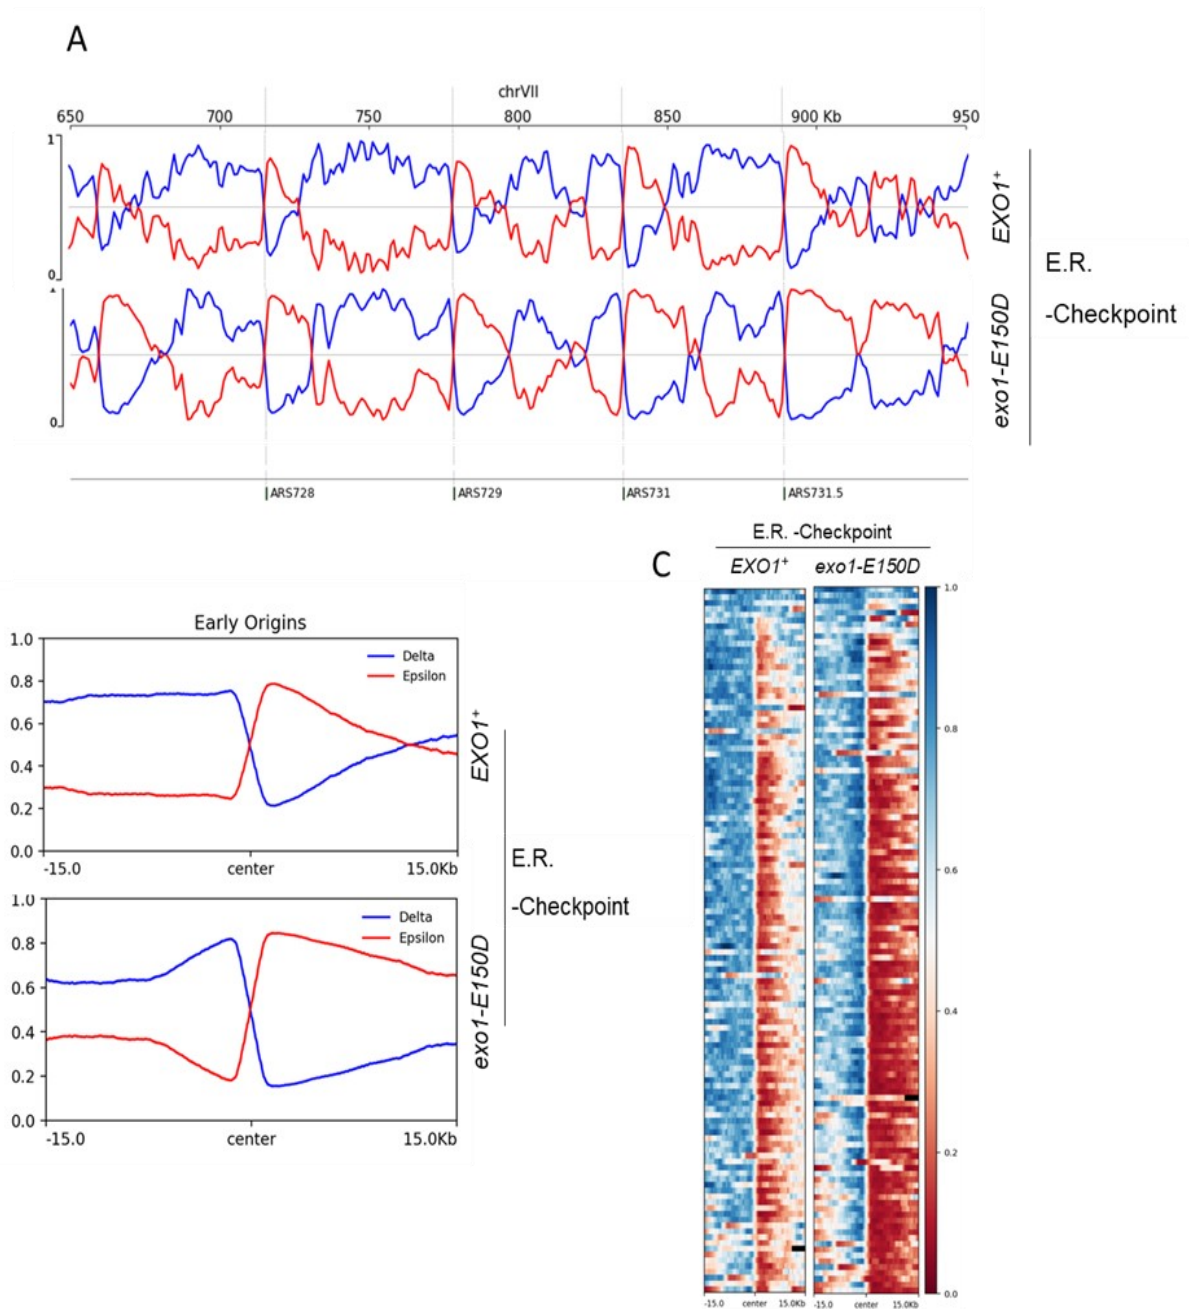 A
chrVII
650 700 750 800 850 900 Kb 950
1
0
EXO1+
0
exo1-E150D
E.R.
-Checkpoint
ARS728 ARS729 ARS731 ARS731.5
E.R. -Checkpoint
C
EXO1+ exo1-E150D
1.0
0.8
0.6
0.4
0.2
0.0
-15.0 center 15.0Kb -15.0 center 15.0Kb
Early Origins
1.0
0.8
0.6
0.4
0.2
0.0
Delta
Epsilon
-15.0 center 15.0Kb
EXO1+
1.0
0.8
0.6
0.4
0.2
0.0
Delta
Epsilon
-15.0 center 15.0Kb
exo1-E150D
E.R.
-Checkpoint